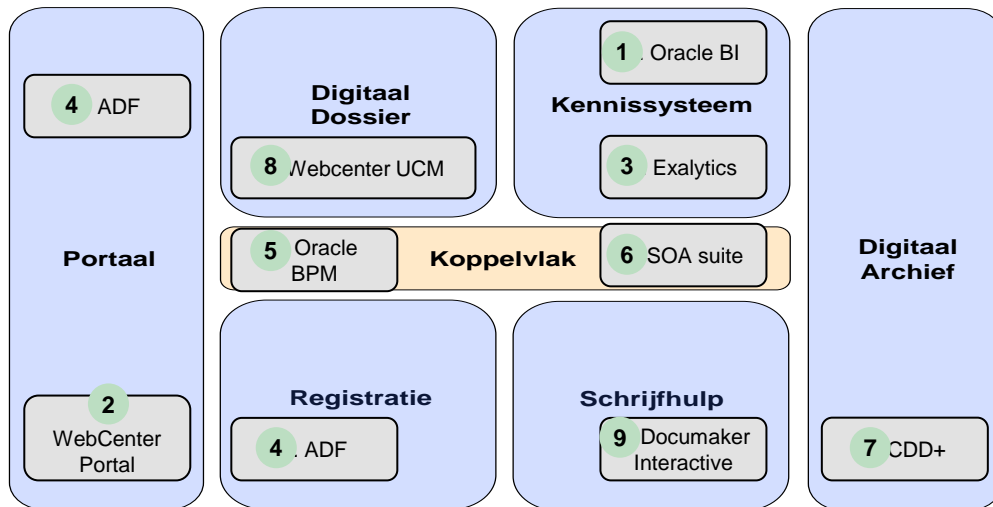 4 ADF
Portaal
2
WebCenter
Portal
Digitaal
Dossier
8 Webcenter UCM
1 . Oracle BI
Kennissysteem
3 Exalytics
5 Oracle
BPM
Koppelvlak
6 SOA suite
Registratie
4 . ADF
Schrijfhulp
9 Documaker
Interactive
Digitaal
Archief
7 CDD+